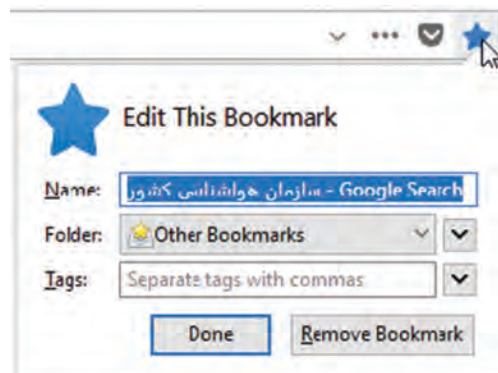 Edit This Bookmark
Name: سازمان هواشناسی کشور - Google Search
Folder: Other Bookmarks
Tags: Separate tags with commas
Done Remove Bookmark